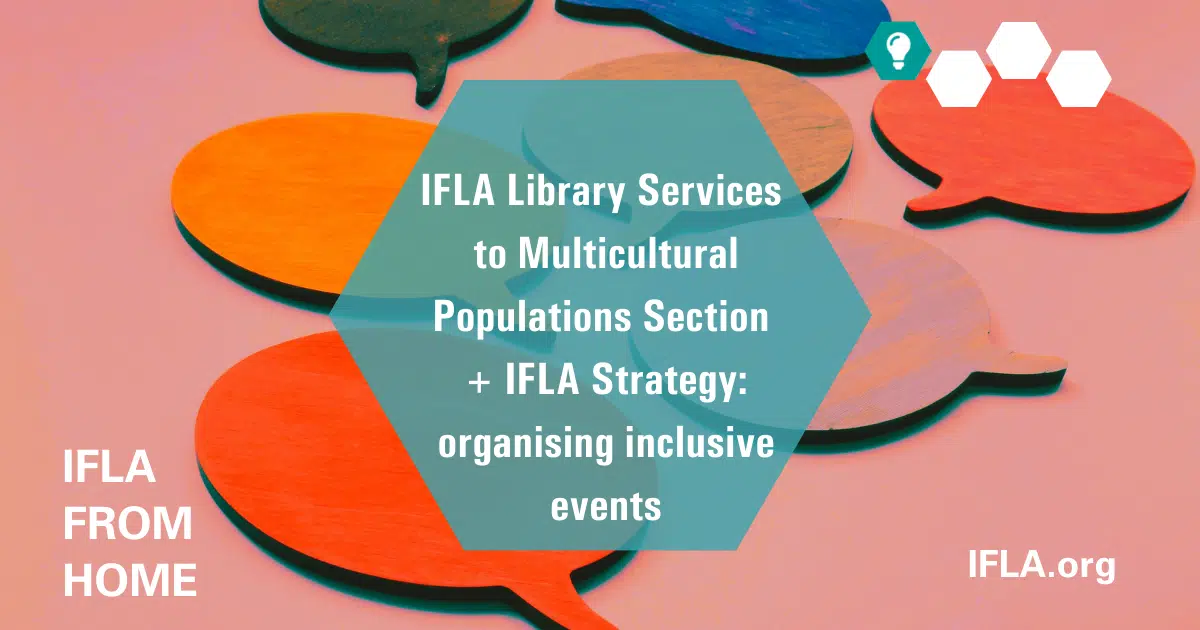 IFLA Library Services
to Multicultural
Populations Section
+ IFLA Strategy:
organising inclusive
events
IFLA
FROM
HOME
IFLA.org